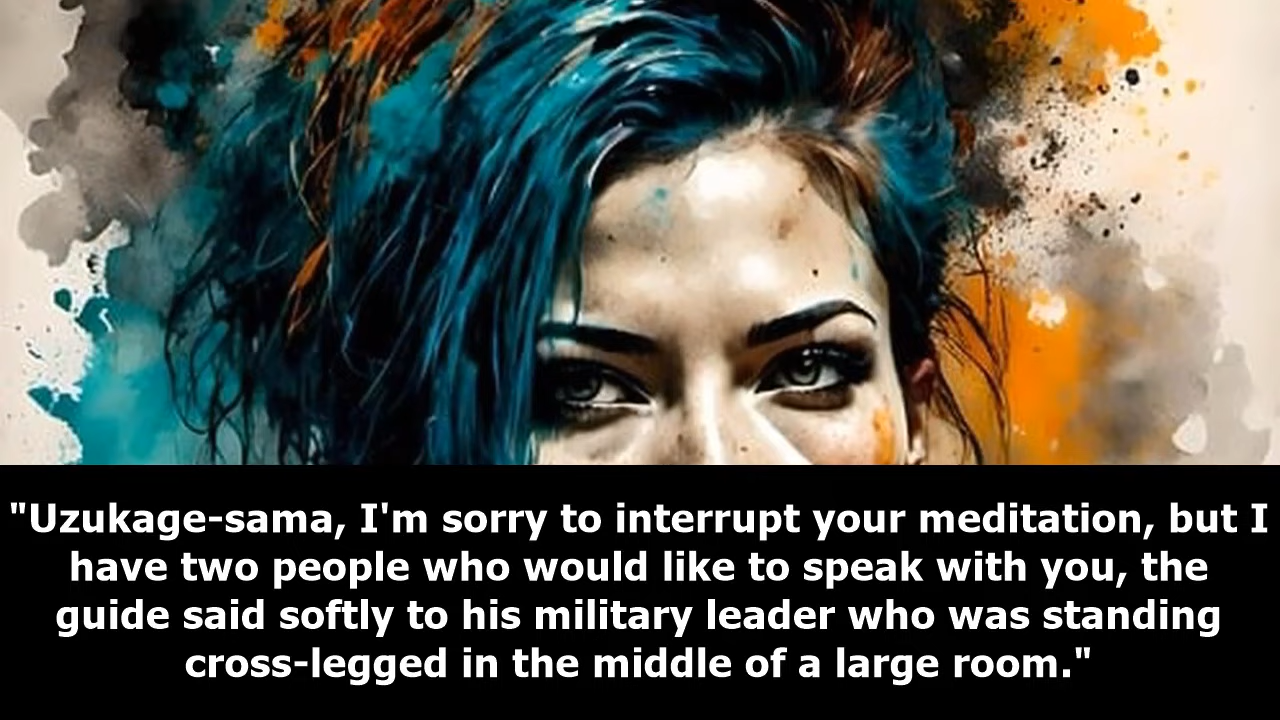 "Uzukage-sama, I'm sorry to interrupt your meditation, but I
have two people who would like to speak with you, the
guide said softly to his military leader who was standing
cross-legged in the middle of a large room."